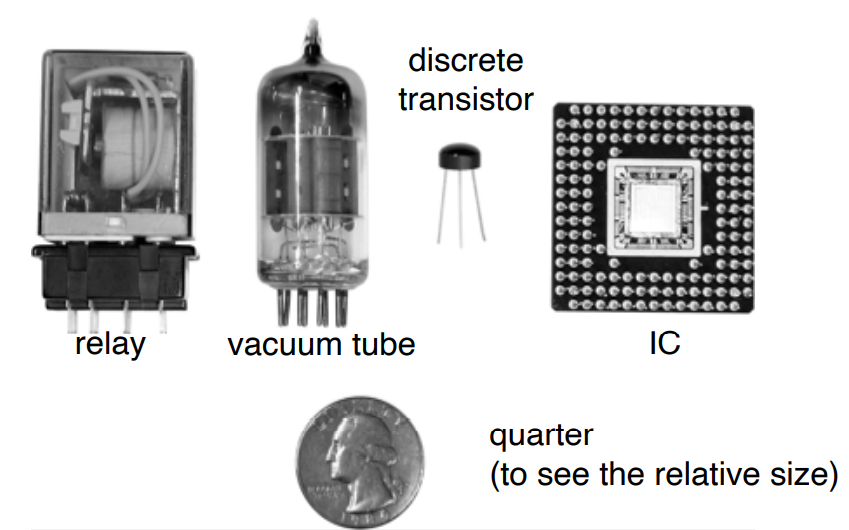 discrete
transistor
relay
vacuum tube
IC
quarter
(to see the relative size)